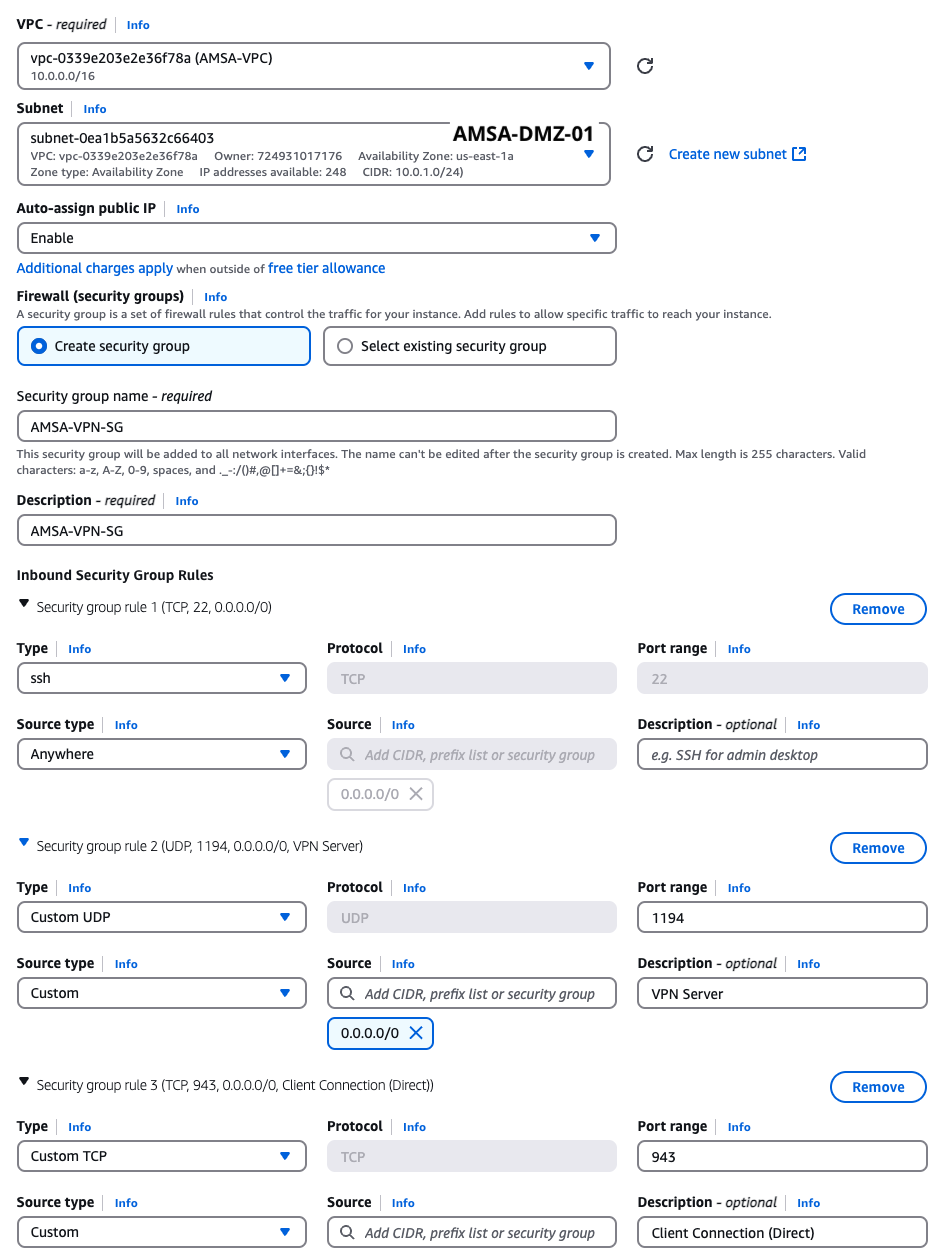 VPC - required Info
vpc-0339e203e2e36f78a (AMSA-VPC)
10.0.0.0/16
Subnet Info
subnet-0ea1b5a5632c66403
AMSA-DMZ-01
VPC: vpc-0339e203e2e36f78a Owner: 724931017176 Availability Zone: us-east-1a
Zone type: Availability Zone IP addresses available: 248 CIDR: 10.0.1.0/24)
Create new subnet
Auto-assign public IP Info
Enable
Additional charges apply when outside of free tier allowance
Firewall (security groups) Info
A security group is a set of firewall rules that control the traffic for your instance. Add rules to allow specific traffic to reach your instance.
Create security group Select existing security group
Security group name - required
AMSA-VPN-SG
This security group will be added to all network interfaces. The name can't be edited after the security group is created. Max length is 255 characters. Valid
characters: a-z, A-Z, 0-9, spaces, and ._-:/()#,@[]+=&;{}!$*
Description - required Info
AMSA-VPN-SG
Inbound Security Group Rules
Security group rule 1 (TCP, 22, 0.0.0.0/0) Remove
Type Info Protocol Info Port range Info
ssh TCP 22
Source type Info Source Info Description - optional Info
Anywhere Add CIDR, prefix list or security group e.g. SSH for admin desktop
0.0.0.0/0
Security group rule 2 (UDP, 1194, 0.0.0.0/0, VPN Server) Remove
Type Info Protocol Info Port range Info
Custom UDP UDP 1194
Source type Info Source Info Description - optional Info
Custom Add CIDR, prefix list or security group VPN Server
0.0.0.0/0
Security group rule 3 (TCP, 943, 0.0.0.0/0, Client Connection (Direct)) Remove
Type Info Protocol Info Port range Info
Custom TCP TCP 943
Source type Info Source Info Description - optional Info
Custom Add CIDR, prefix list or security group Client Connection (Direct)